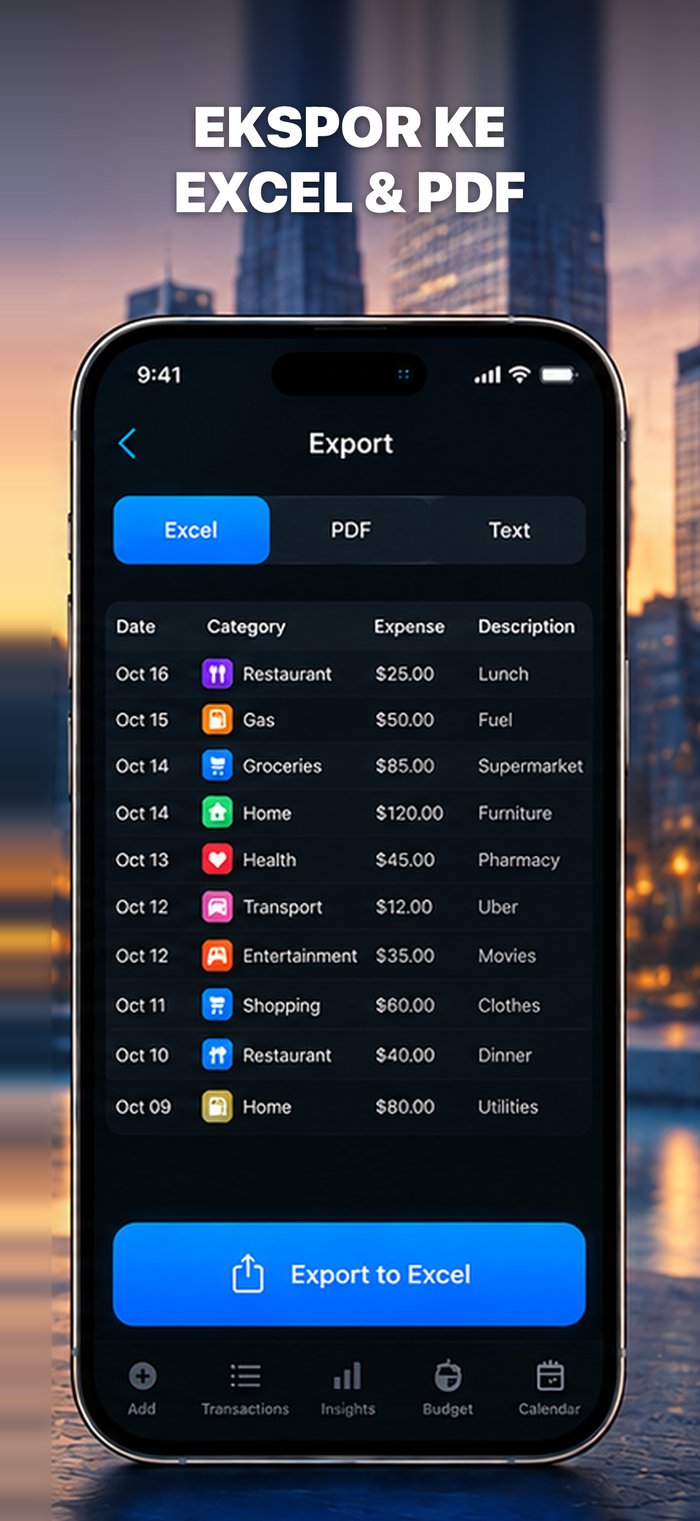 EKSPOR KE
EXCEL & PDF
9:41
Export
Excel PDF Text
Date Category Expense Description
Oct 16 Restaurant $25.00 Lunch
Oct 15 Gas $50.00 Fuel
Oct 14 Groceries $85.00 Supermarket
Oct 14 Home $120.00 Furniture
Oct 13 Health $45.00 Pharmacy
Oct 12 Transport $12.00 Uber
Oct 12 Entertainment $35.00 Movies
Oct 11 Shopping $60.00 Clothes
Oct 10 Restaurant $40.00 Dinner
Oct 09 Home $80.00 Utilities
Export to Excel
Add Transactions Insights Budget Calendar